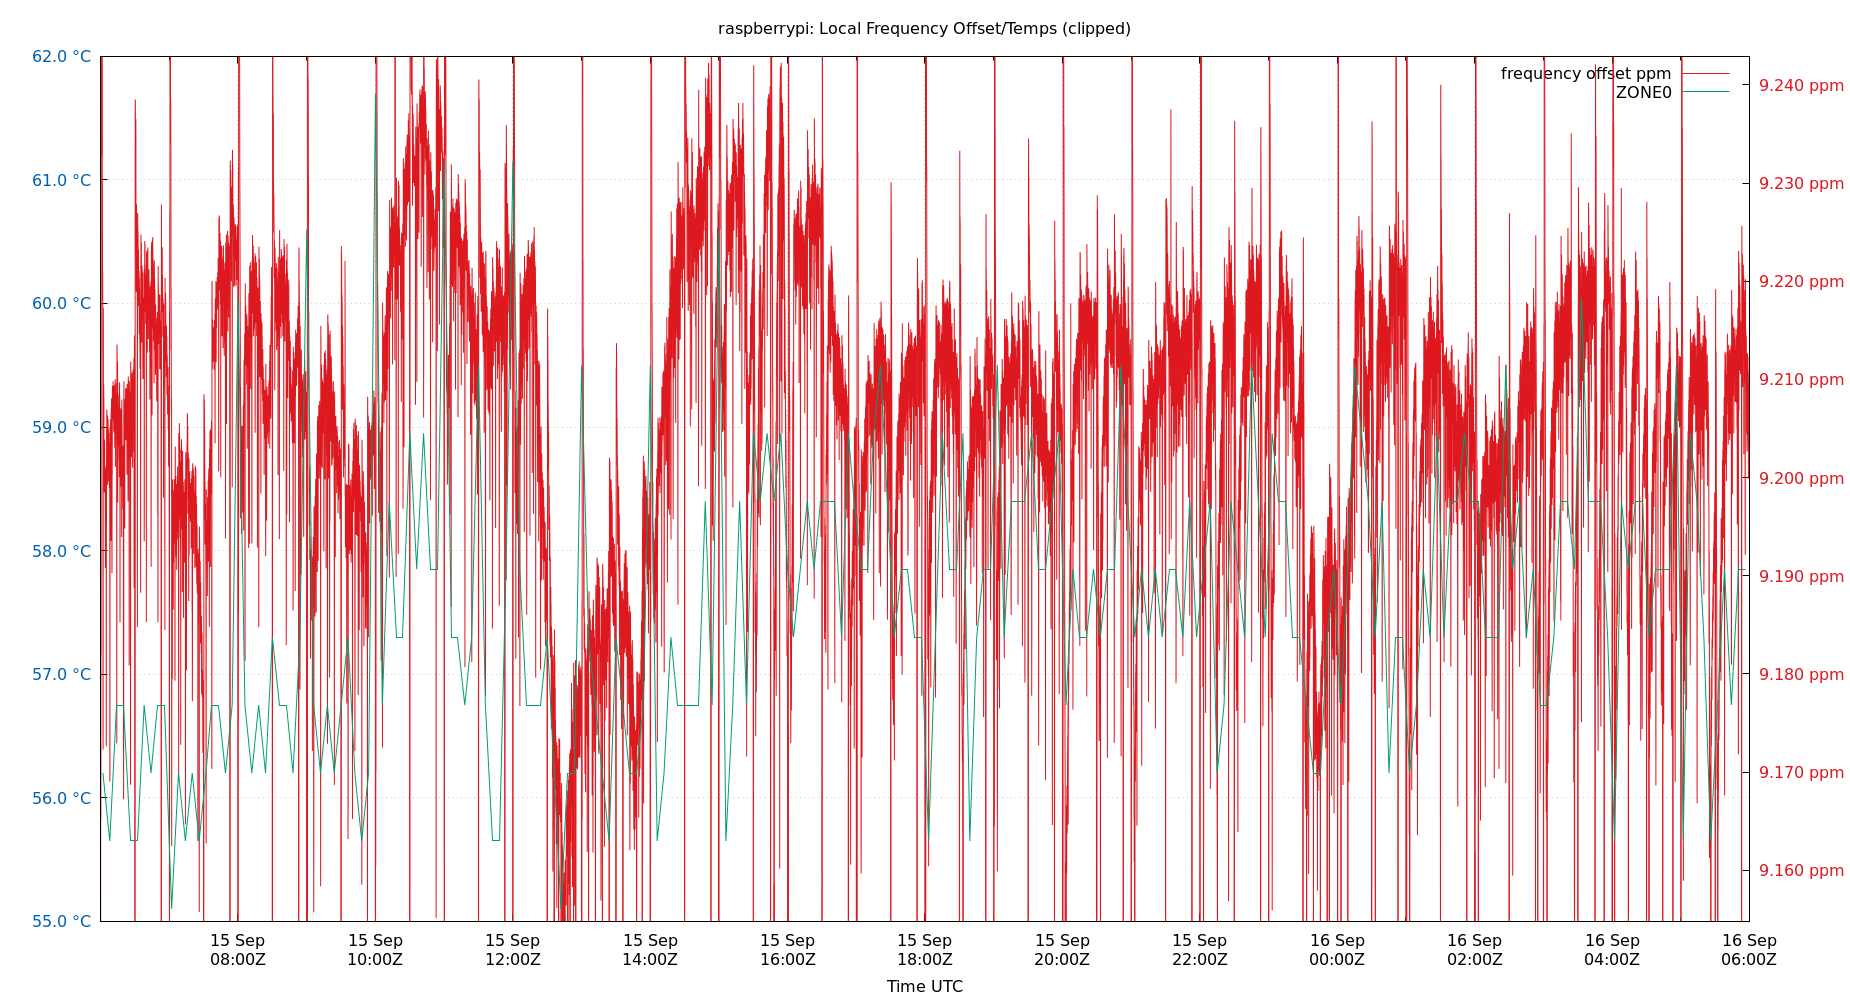 raspberrypi: Local Frequency Offset/Temps (clipped)
frequency offset ppm
ZONE0
62.0 °C
61.0 °C
60.0 °C
59.0 °C
58.0 °C
57.0 °C
56.0 °C
55.0 °C
9.240 ppm
9.230 ppm
9.220 ppm
9.210 ppm
9.200 ppm
9.190 ppm
9.180 ppm
9.170 ppm
9.160 ppm
15 Sep
08:00Z
15 Sep
10:00Z
15 Sep
12:00Z
15 Sep
14:00Z
15 Sep
16:00Z
15 Sep
18:00Z
15 Sep
20:00Z
15 Sep
22:00Z
16 Sep
00:00Z
16 Sep
02:00Z
16 Sep
04:00Z
16 Sep
06:00Z
Time UTC